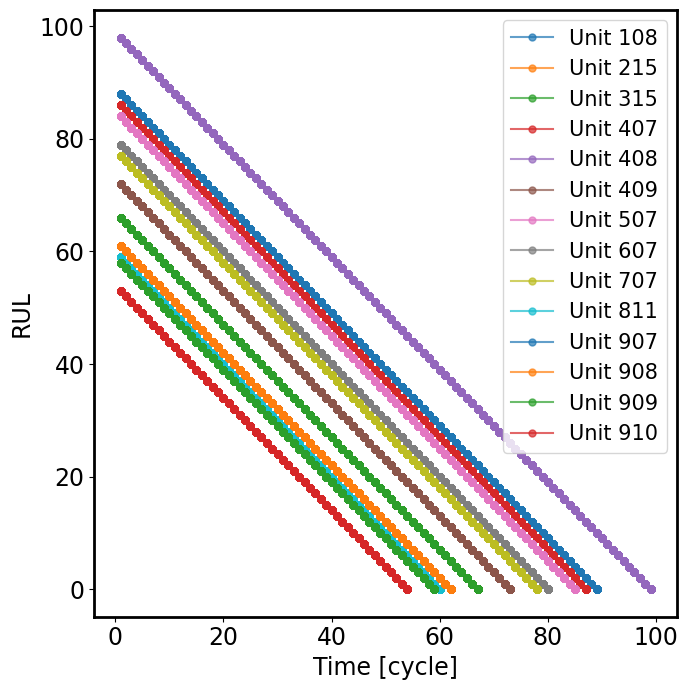 100
80
60
40
20
0
RUL
Unit 108
Unit 215
Unit 315
Unit 407
Unit 408
Unit 409
Unit 507
Unit 607
Unit 707
Unit 811
Unit 907
Unit 908
Unit 909
Unit 910
0 20 40 60 80 100
Time [cycle]